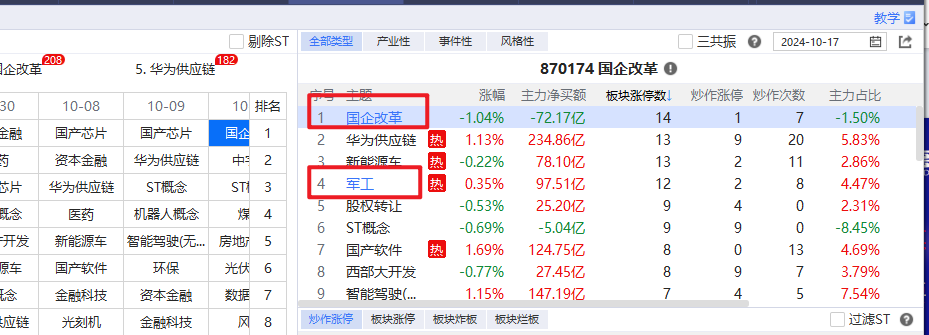 教学
剔除ST
国企改革 208
5. 华为供应链 182
30 10-08 10-09 10- 排名
金融 国产芯片 国产芯片 国企 1
药 资本金融 华为供应链 中字 2
芯片 华为供应链 ST概念 ST概 3
概念 医药 机器人概念 煤 4
开发 新能源车 智能驾驶(无... 房地产 5
概念 国产软件 环保 光伏 6
概念 金融科技 资本金融 数据 7
供应链 光刻机 金融科技 风 8
全部类型 产业性 事件性 风格性 三共振 2024-10-17
870174 国企改革
序号 主题 涨幅 主力净买额 板块涨停数↓ 炒作涨停 炒作次数 主力占比
1 国企改革 -1.04% -72.17亿 14 1 7 -1.50%
2 华为供应链 热 1.13% 234.86亿 13 9 20 5.83%
3 新能源车 热 -0.22% 78.10亿 13 2 11 2.86%
4 军工 热 0.35% 97.51亿 12 2 8 4.47%
5 股权转让 -0.53% 25.20亿 9 4 0 2.31%
6 ST概念 -0.69% -5.04亿 9 9 0 -8.45%
7 国产软件 热 1.69% 124.75亿 8 0 13 4.69%
8 西部大开发 -0.77% 27.45亿 8 9 7 3.79%
9 智能驾驶(... 1.15% 147.19亿 7 4 5 7.54%
炒作涨停 板块涨停 板块炸板 板块烂板 过滤ST